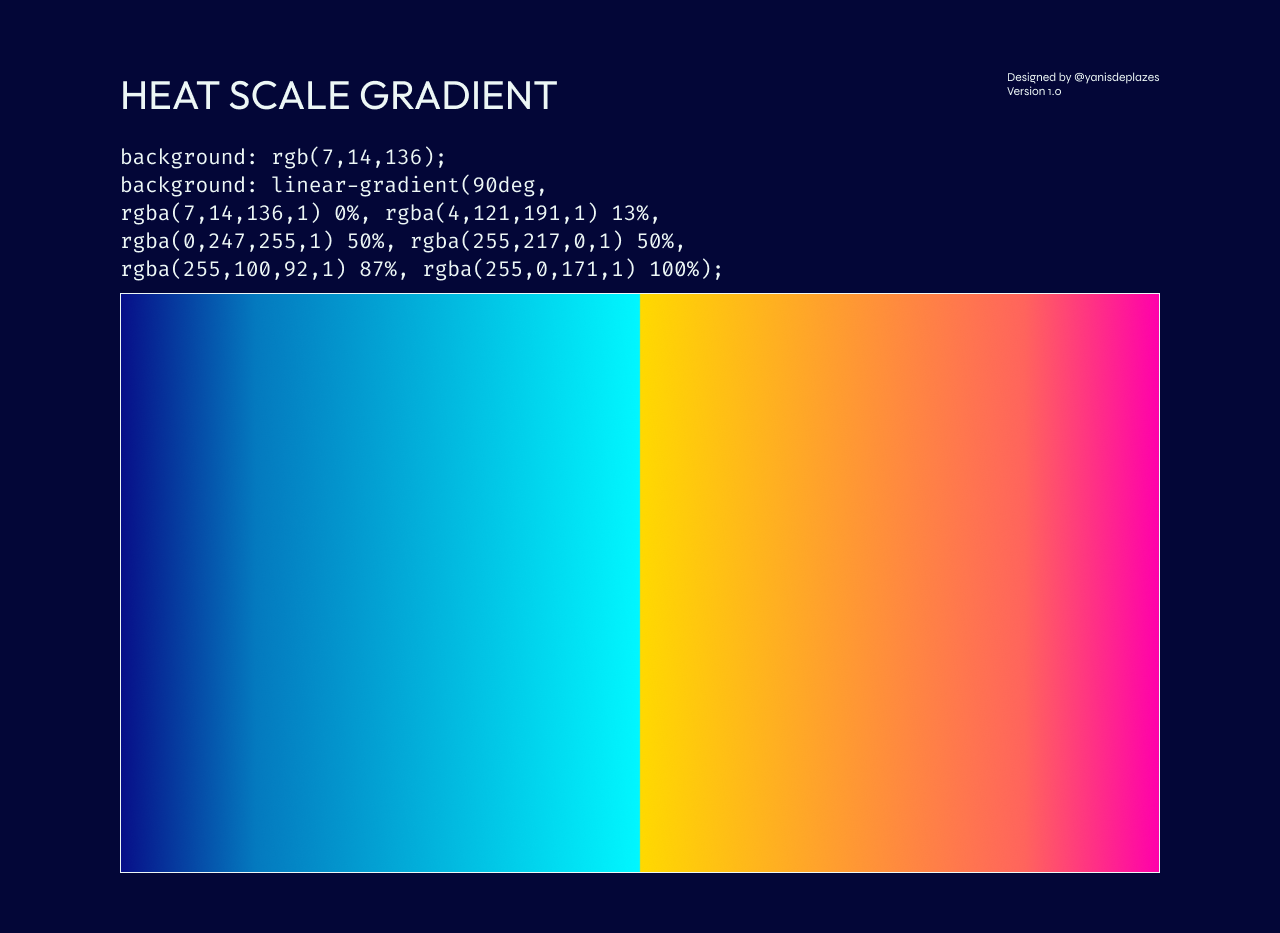 HEAT SCALE GRADIENT
Designed by @yanisdeplazes
Version 1.0
background: rgb(7,14,136);
background: linear-gradient(90deg,
rgba(7,14,136,1) 0%, rgba(4,121,191,1) 13%,
rgba(0,247,255,1) 50%, rgba(255,217,0,1) 50%,
rgba(255,100,92,1) 87%, rgba(255,0,171,1) 100%);